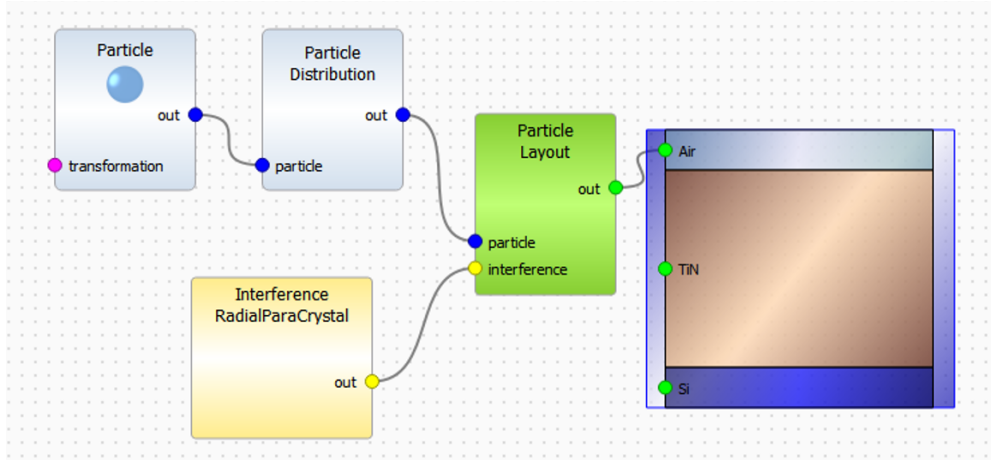 Particle
out
transformation
Particle
Distribution
out
particle
Particle
Layout
out
particle
interference
Interference
RadialParaCrystal
out
Air
TiN
Si